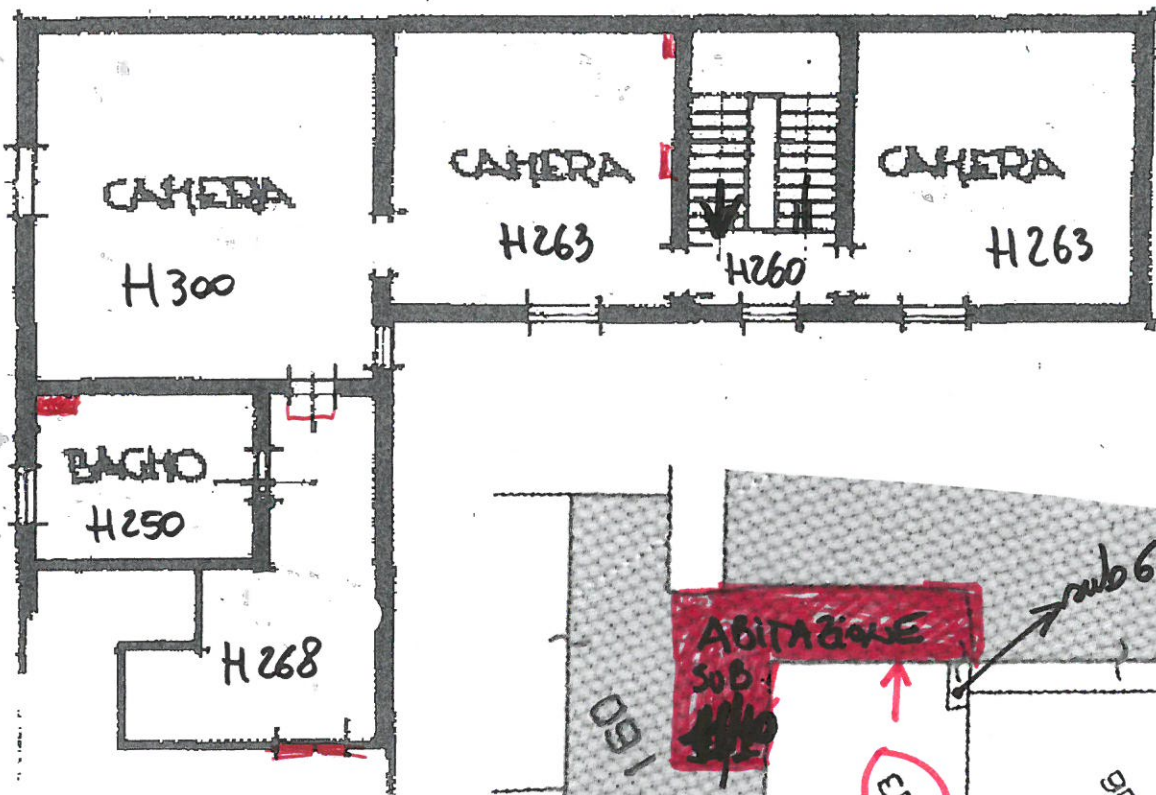 CAMERA
H300
CAMERA
H263
H260
CAMERA
H263
BAGNO
H250
H268
ABITAZIONE
SUB
sub 6
160